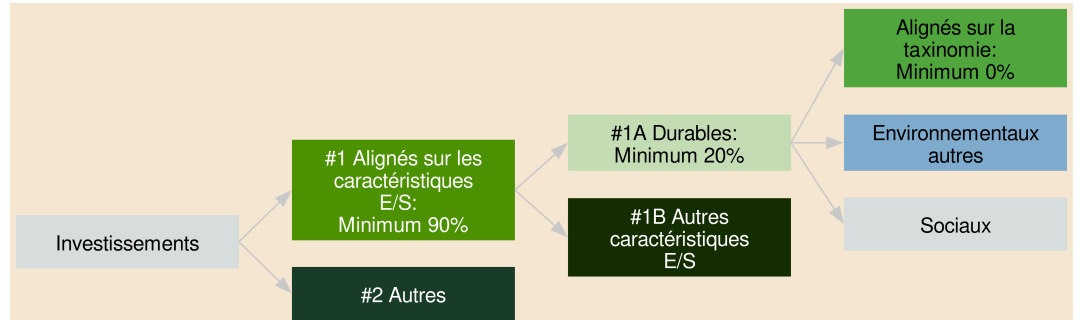 Investissements
#1 Alignés sur les
caractéristiques
E/S:
Minimum 90%
#2 Autres
#1A Durables:
Minimum 20%
#1B Autres
caractéristiques
E/S
Alignés sur la
taxinomie:
Minimum 0%
Environnementaux
autres
Sociaux